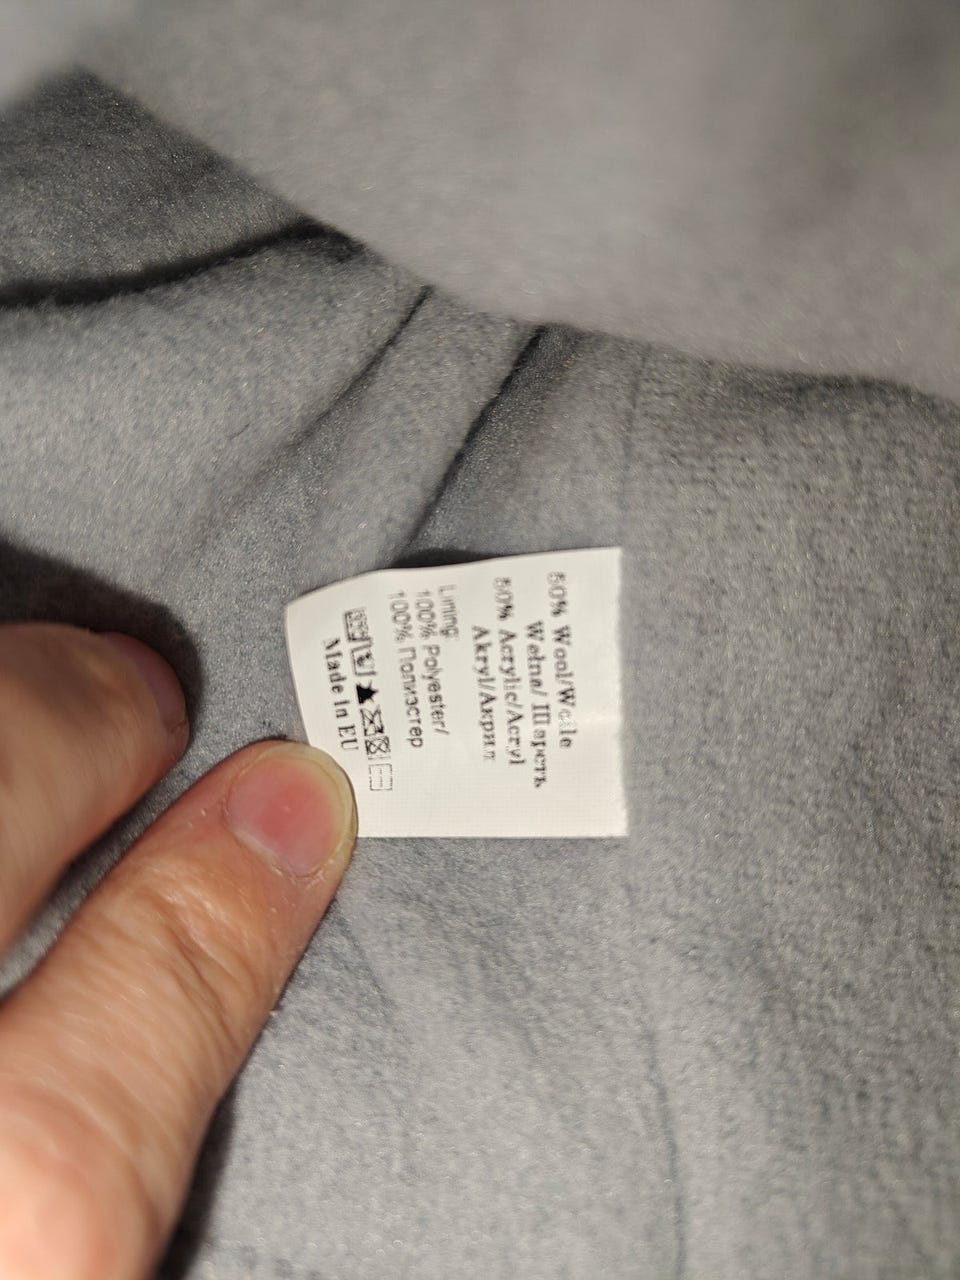 50% Wool/Wolle
Wełna/ Шерсть
50% Acrylic/Acryl
Akryl/Акрил
Lining:
100% Polyester/
100% Полиэстер
Made in EU